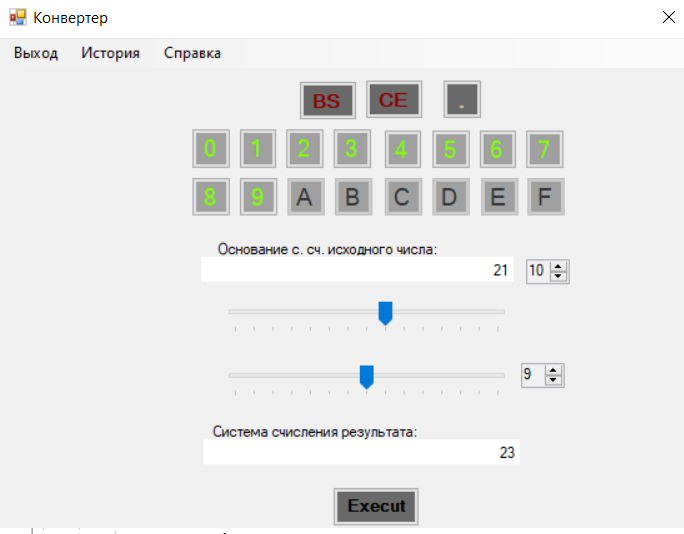 Конвертер
Выход История Справка
BS CE .
0 1 2 3 4 5 6 7
8 9 A B C D E F
Основание с. сч. исходного числа:
21 10
9
Система счисления результата:
23
Execut